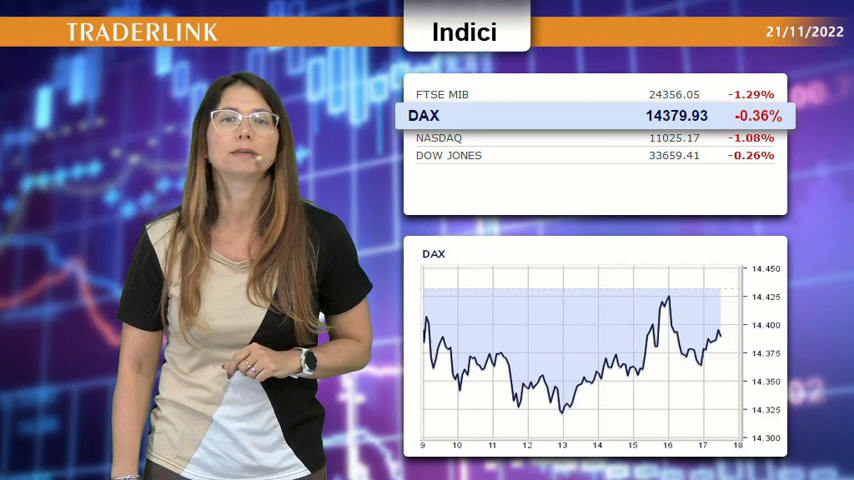 TRADERLINK
Indici
21/11/2022
FTSE MIB 24356.05 -1.29%
DAX 14379.93 -0.36%
NASDAQ 11025.17 -1.08%
DOW JONES 33659.41 -0.26%
DAX
14.450
14.425
14.400
14.375
14.350
14.325
14.300
9 10 11 12 13 14 15 16 17 18